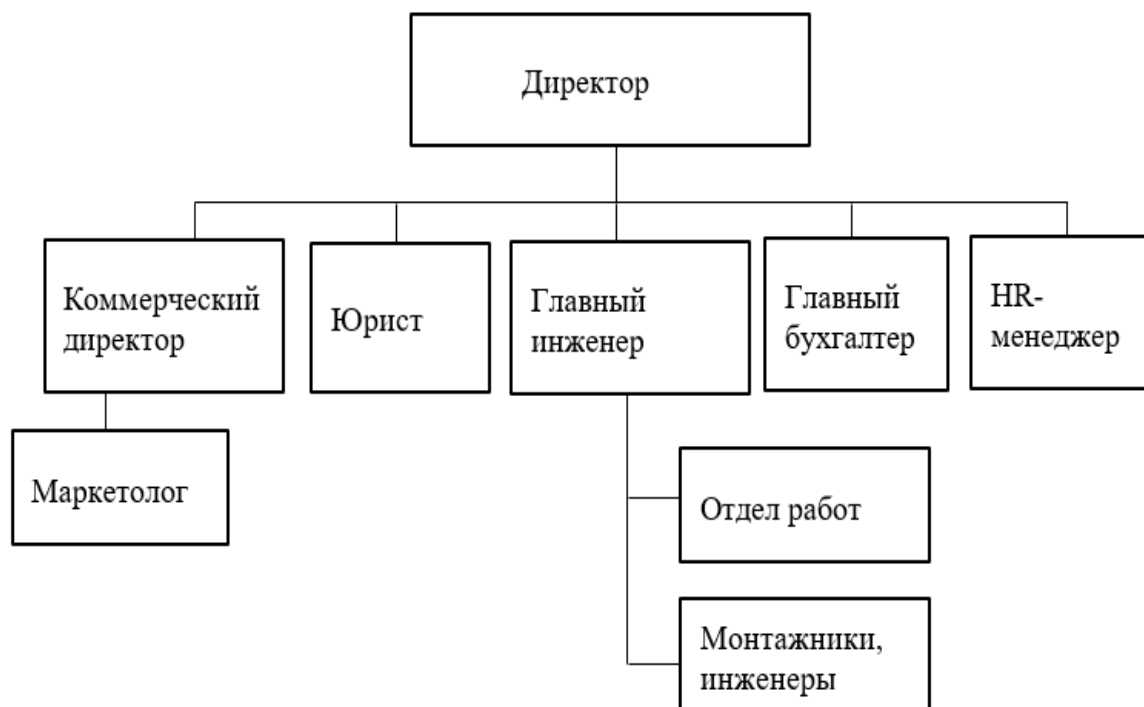 Директор
Коммерческий
директор
Юрист
Главный
инженер
Главный
бухгалтер
HR-
менеджер
Маркетолог
Отдел работ
Монтажники,
инженеры